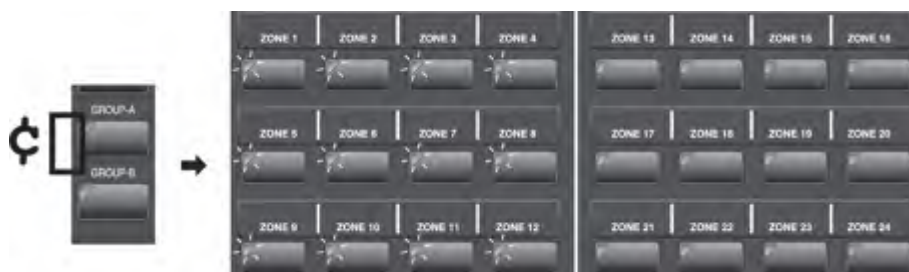 ZONE 1 ZONE 2 ZONE 3 ZONE 4 ZONE 13 ZONE 14 ZONE 15 ZONE 16
GROUP-A
ZONE 5 ZONE 6 ZONE 7 ZONE 8 ZONE 17 ZONE 18 ZONE 19 ZONE 20
¢
GROUP-B
ZONE 9 ZONE 10 ZONE 11 ZONE 12 ZONE 21 ZONE 22 ZONE 23 ZONE 24